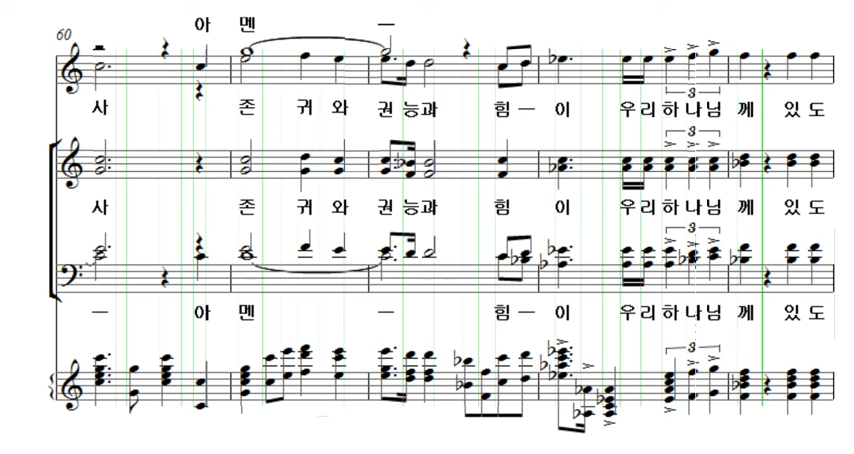 아 멘 ㅡ
60
3
사 존 귀 와 권 능 과 힘 ㅡ 이 우 리 하 나 님 께 있 도
3
사 존 귀 와 권 능 과 힘 이 우 리 하 나 님 께 있 도
3
ㅡ 아 멘 ㅡ 힘 ㅡ 이 우 리 하 나 님 께 있 도
3